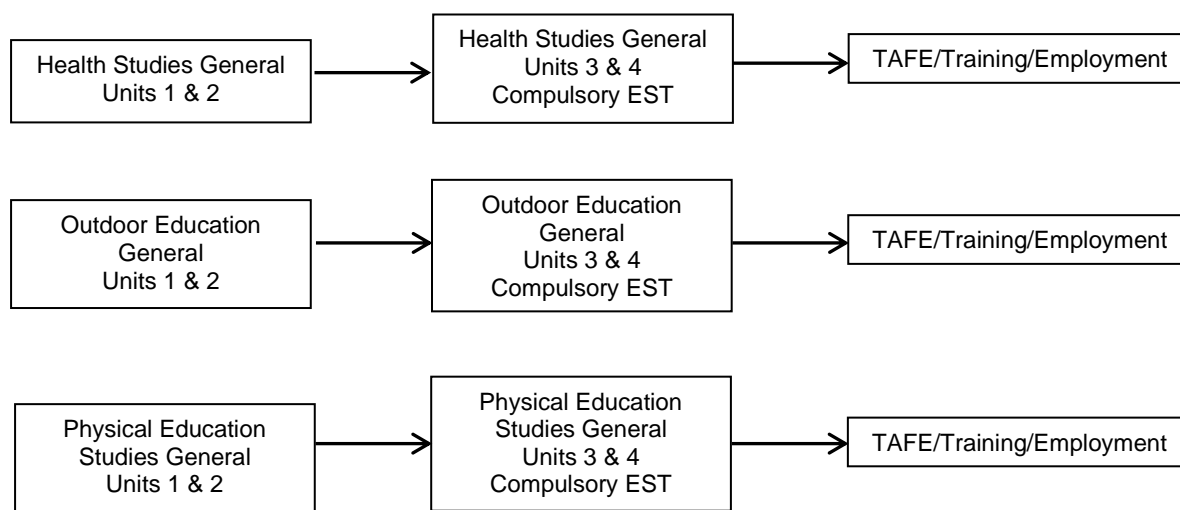 Health Studies General
Units 1 & 2
Health Studies General
Units 3 & 4
Compulsory EST
TAFE/Training/Employment
Outdoor Education
General
Units 1 & 2
Outdoor Education
General
Units 3 & 4
Compulsory EST
TAFE/Training/Employment
Physical Education
Studies General
Units 1 & 2
Physical Education
Studies General
Units 3 & 4
Compulsory EST
TAFE/Training/Employment